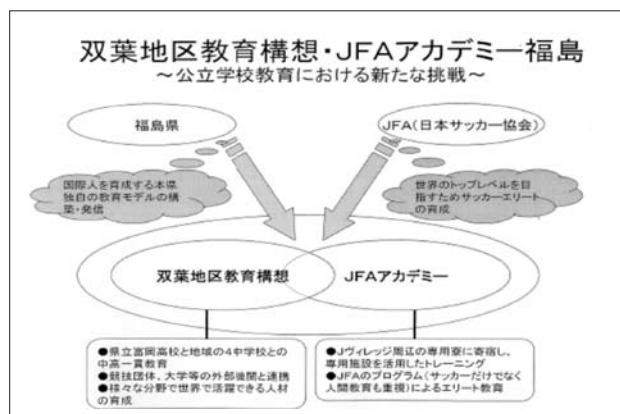 双葉地区教育構想・JFAアカデミー福島
～公立学校教育における新たな挑戦～
福島県
JFA(日本サッカー協会)
国際人を育成する本県
独自の教育モデルの構
築・発信
世界のトップレベルを目
指すためサッカーエリート
の育成
双葉地区教育構想
JFAアカデミー
●県立富岡高校と地域の4中学校との
中高一貫教育
●競技団体、大学等の外部機関と連携
●様々な分野で世界で活躍できる人材
の育成
●Jヴィレッジ周辺の専用寮に寄宿し、
専用施設を活用したトレーニング
●JFAのプログラム(サッカーだけでなく
人間教育も重視)によるエリート教育